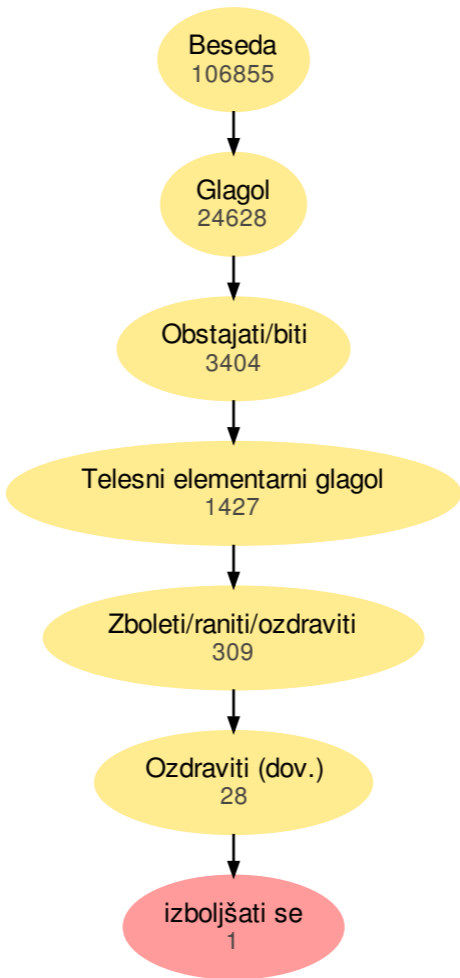 Beseda
106855
Glagol
24628
Obstajati/biti
3404
Telesni elementarni glagol
1427
Zboleti/raniti/ozdraviti
309
Ozdraviti (dov.)
28
izboljšati se
1